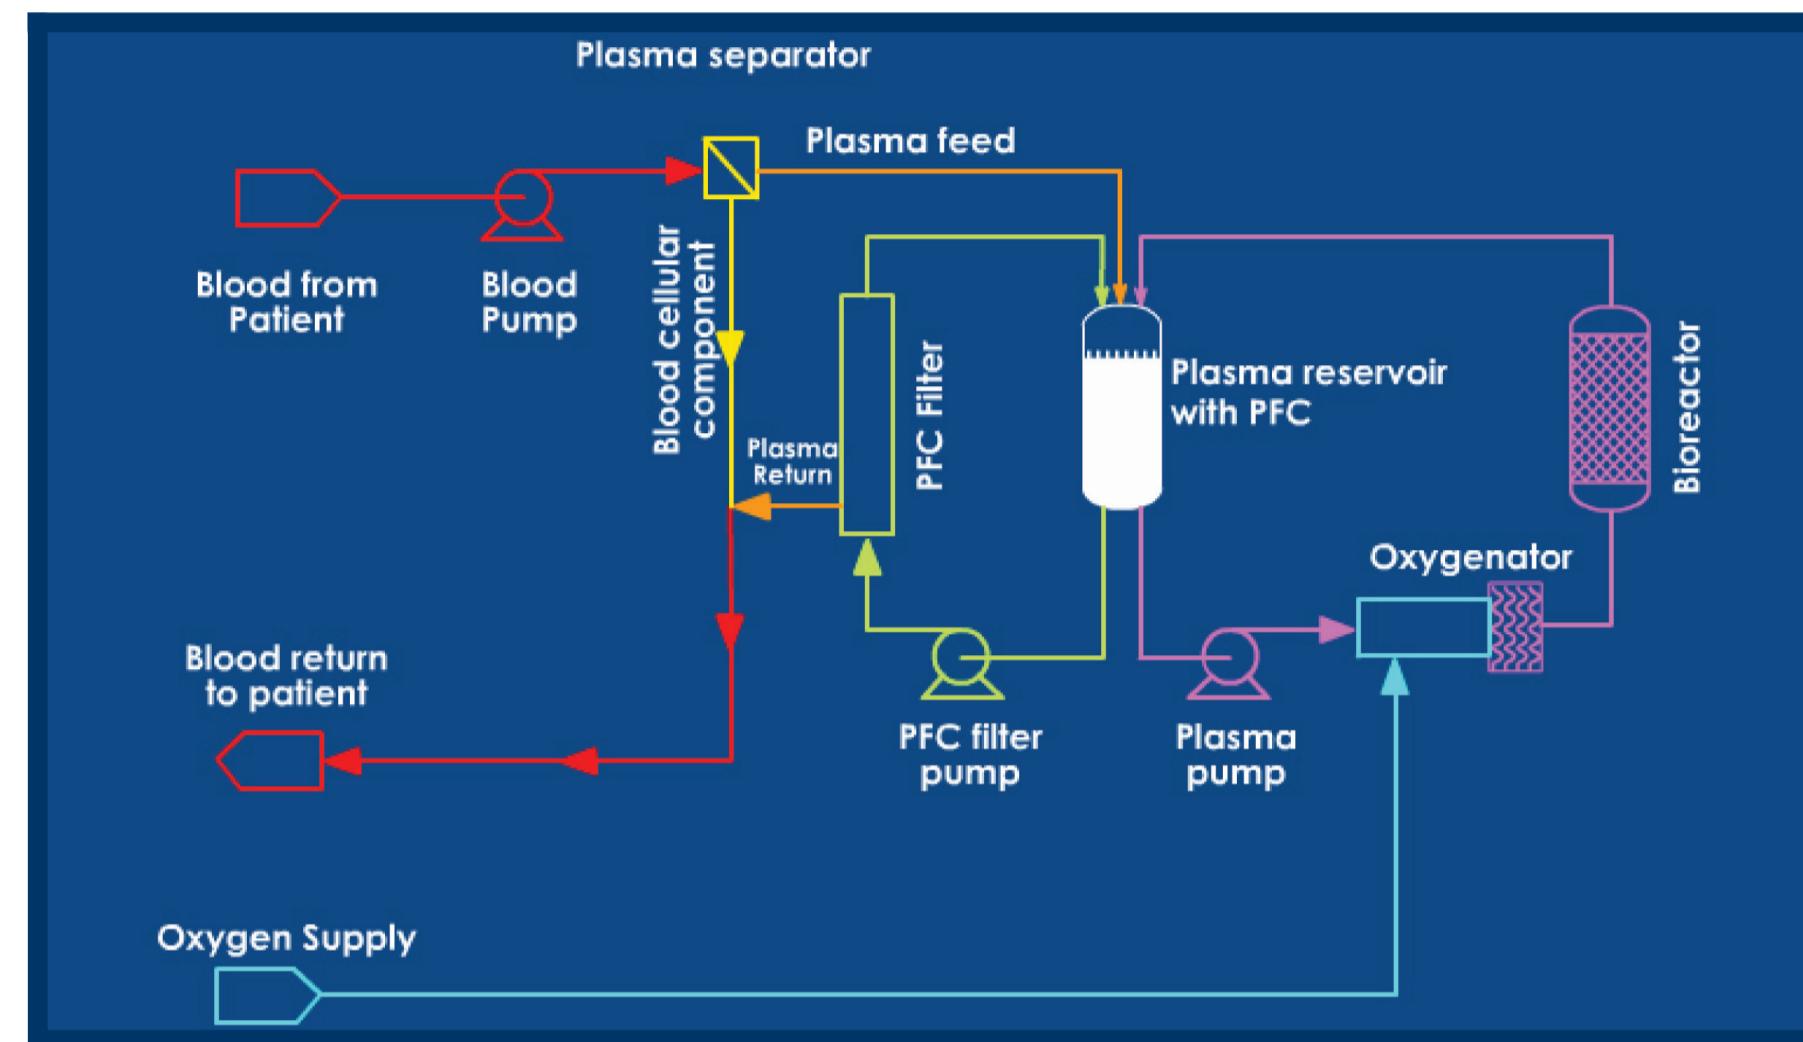 Plasma separator
Plasma feed
Blood from
Patient
Blood
Pump
Blood cellular
component
Plasma
Return
PFC Filter
Plasma reservoir
with PFC
Bioreactor
Oxygenator
Blood return
to patient
PFC filter
pump
Plasma
pump
Oxygen Supply